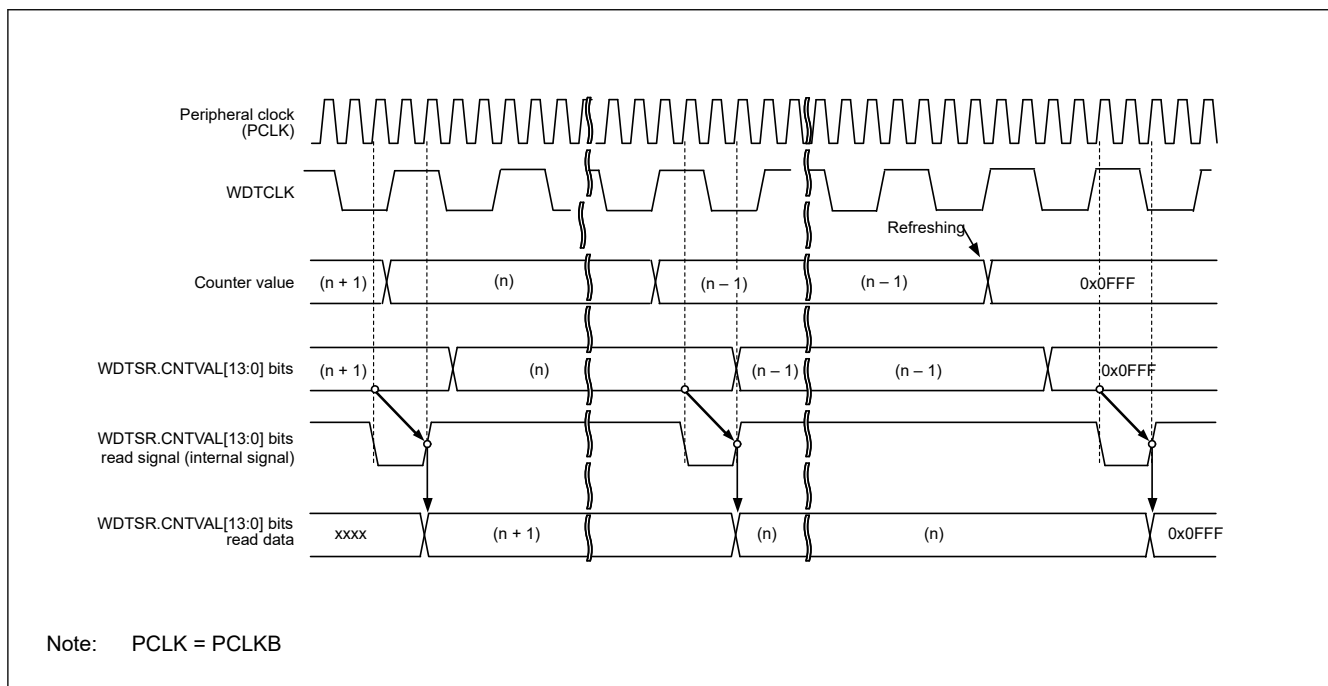 Peripheral clock
(PCLK)
WDTCLK
Refreshing
Counter value
(n + 1)
(n)
(n – 1)
(n – 1)
0x0FFF
WDTSR.CNTVAL[13:0] bits
(n + 1)
(n)
(n – 1)
(n – 1)
0x0FFF
WDTSR.CNTVAL[13:0] bits
read signal (internal signal)
WDTSR.CNTVAL[13:0] bits
read data
xxxx
(n + 1)
(n)
(n)
0x0FFF
Note: PCLK = PCLKB